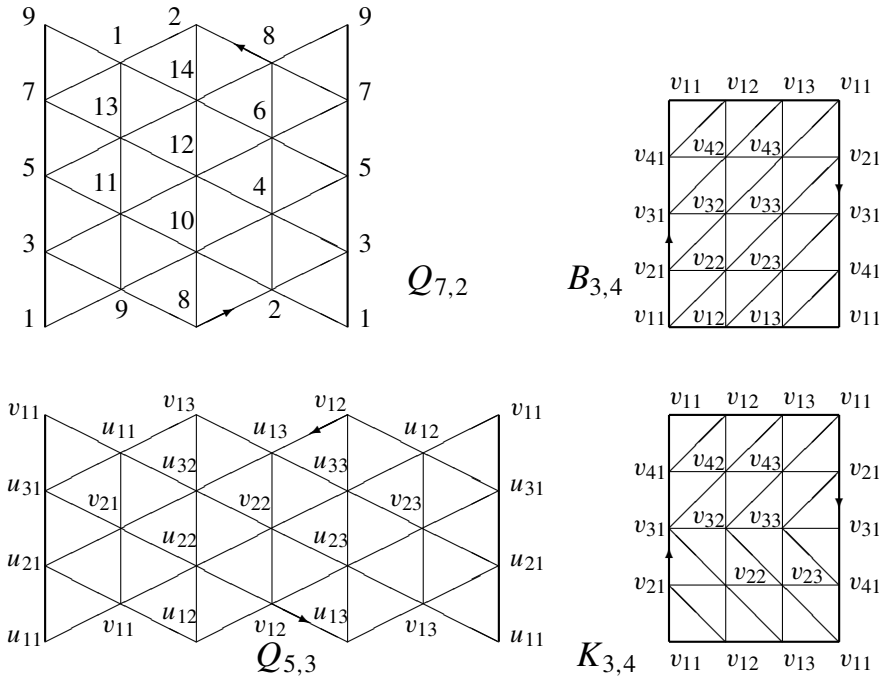 9 1 2 8 9
7 13 14 6 7
5 11 12 4 5
3 10 3
1 9 8 2 1
Q₇,₂
v₁₁ v₁₂ v₁₃ v₁₁
v₄₁ v₄₂ v₄₃ v₂₁
v₃₁ v₃₂ v₃₃ v₃₁
v₂₁ v₂₂ v₂₃ v₄₁
v₁₁ v₁₂ v₁₃ v₁₁
B₃,₄
v₁₁ u₁₁ v₁₃ u₁₃ v₁₂ u₁₂ v₁₁
u₃₁ v₂₁ u₃₂ v₂₂ u₃₃ v₂₃ u₃₁
u₂₁ u₂₂ u₂₃ u₂₁
u₁₁ v₁₁ u₁₂ v₁₂ u₁₃ v₁₃ u₁₁
Q₅,₃
v₁₁ v₁₂ v₁₃ v₁₁
v₄₁ v₄₂ v₄₃ v₂₁
v₃₁ v₃₂ v₃₃ v₃₁
v₂₁ v₂₂ v₂₃ v₄₁
v₁₁ v₁₂ v₁₃ v₁₁
K₃,₄